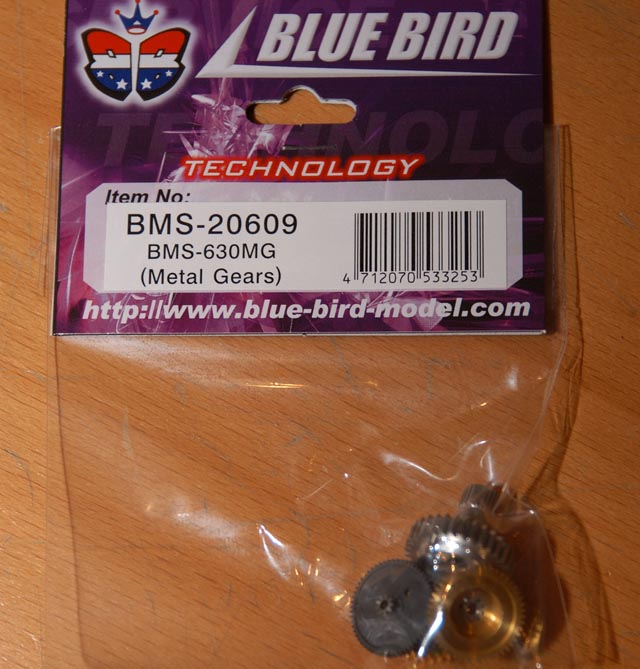 BLUE BIRD
TECHNOLOGY
TECHNOLOGY
Item No:
BMS-20609
BMS-630MG
(Metal Gears)
4 712070 533253
http://www.blue-bird-model.com